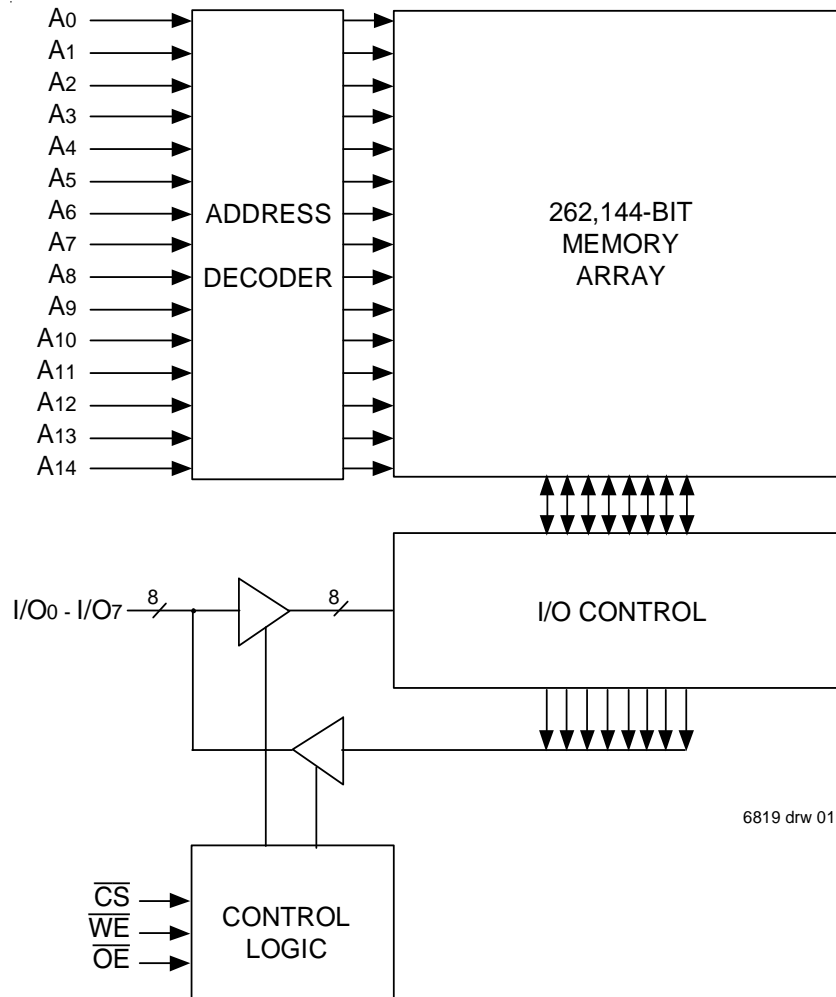 A0
A1
A2
A3
A4
A5
A6
A7
A8
A9
A10
A11
A12
A13
A14
ADDRESS
DECODER
262,144-BIT
MEMORY
ARRAY
I/O0 - I/O7
8
8
I/O CONTROL
6819 drw 01
CS
WE
OE
CONTROL
LOGIC